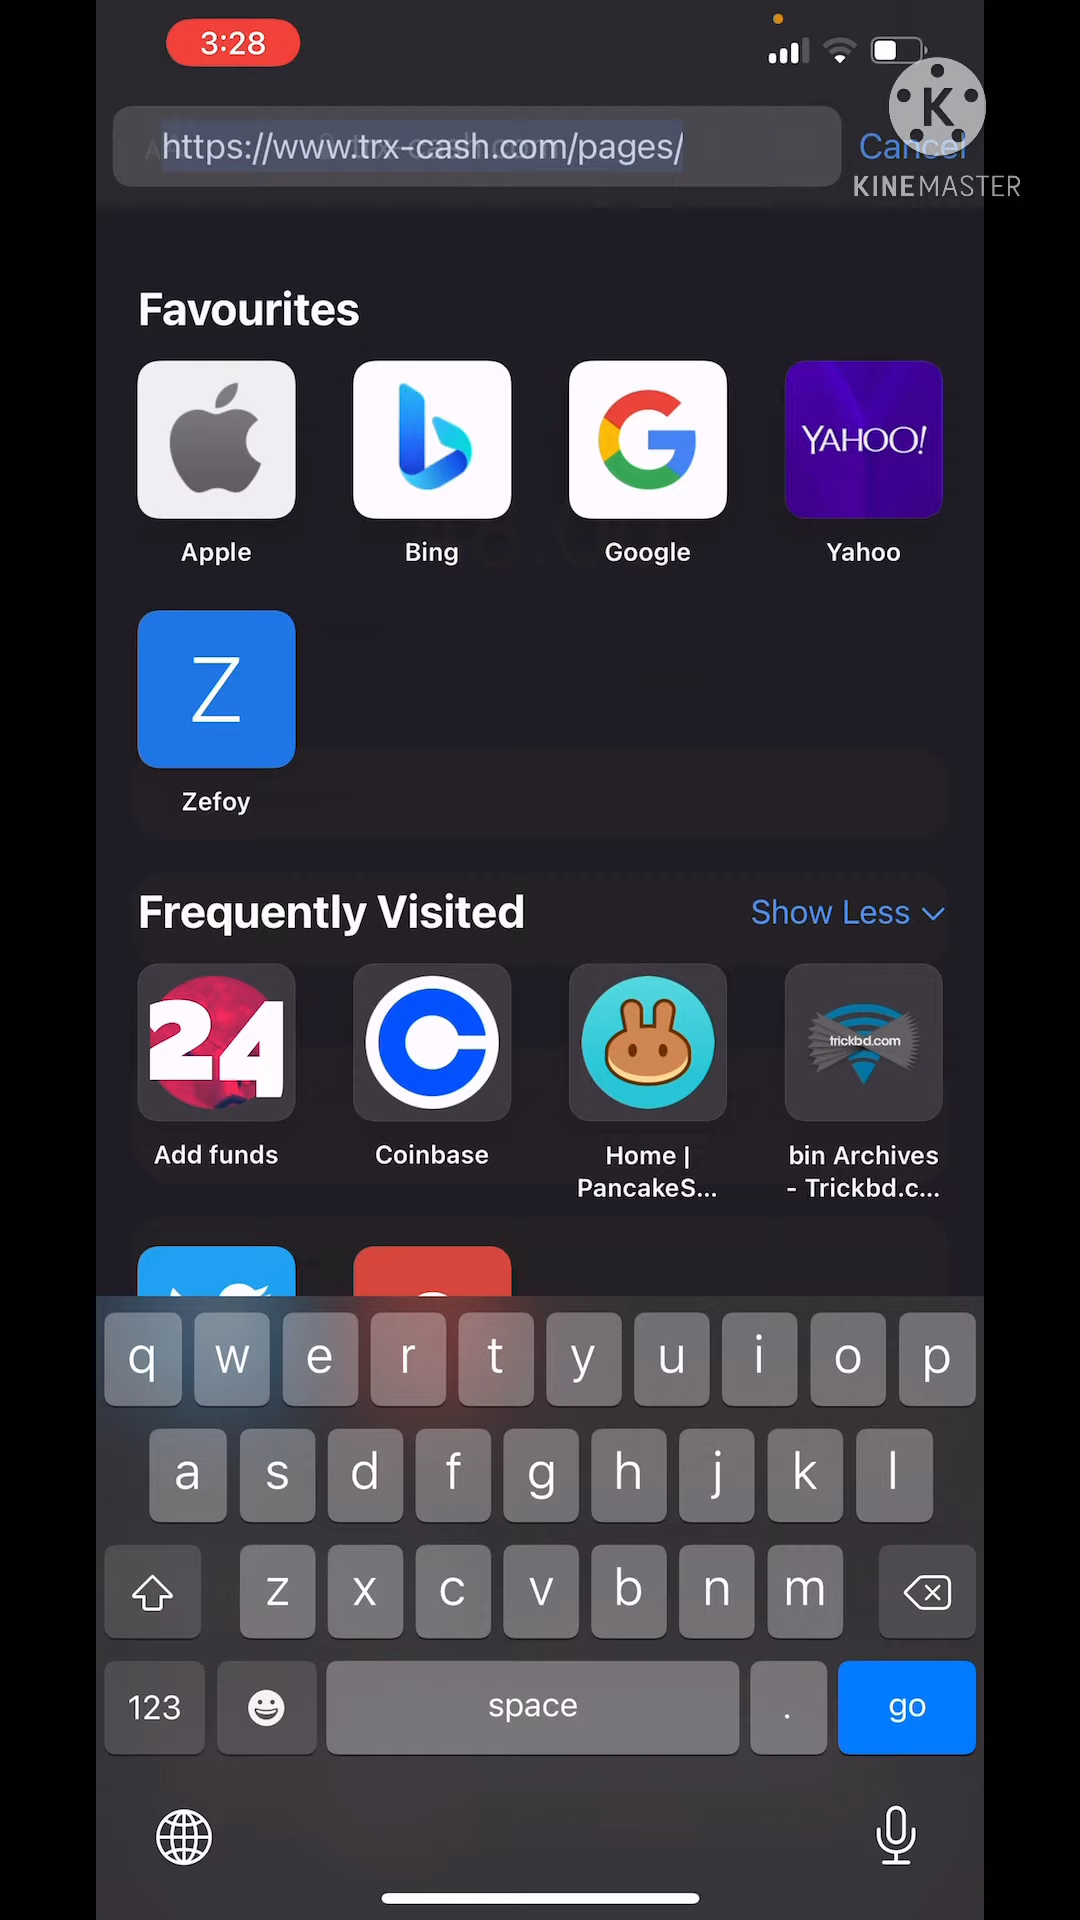 3:28
https://www.trx-cash.com/pages/
Cancel
K
KINEMASTER
Favourites
YAHOO!
Apple
Bing
Google
Yahoo
Z
Zefoy
Frequently Visited
Show Less
24
trickbd.com
Add funds
Coinbase
Home |
PancakeS...
bin Archives
- Trickbd.c...
q w e r t y u i o p
a s d f g h j k l
z x c v b n m
123
space
.
go